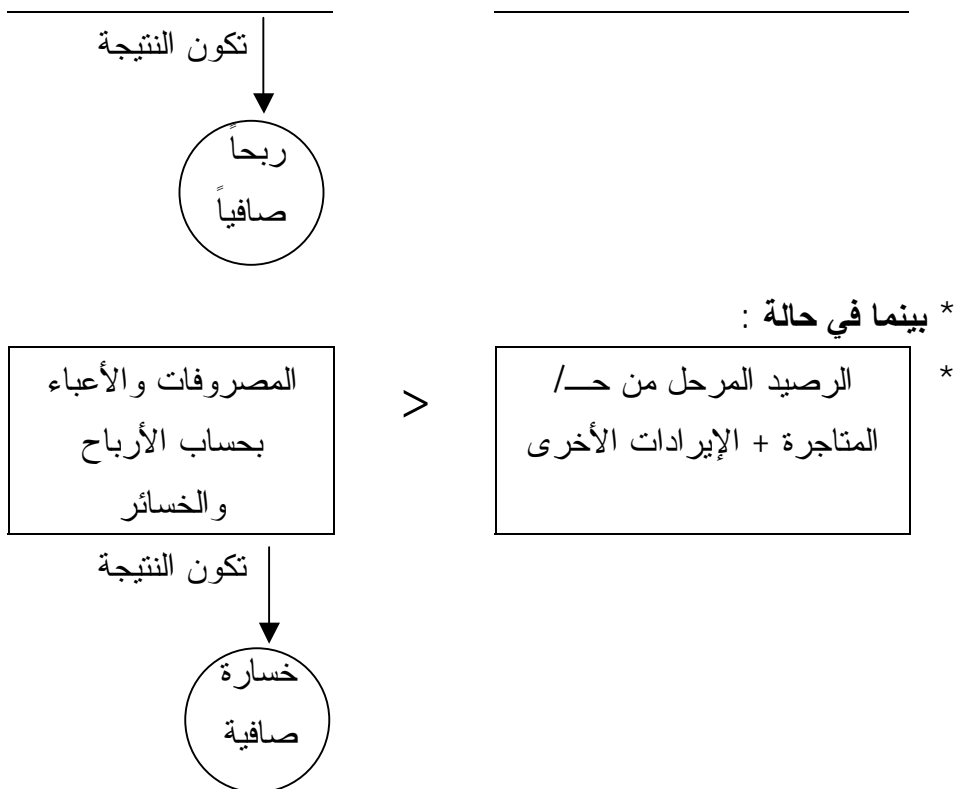 تكون النتيجة
ربحاً
صافياً
* بينما في حالة :
* الرصيد المرحل من حـــ/
المتاجرة + الإيرادات الأخرى
>
المصروفات والأعباء
بحساب الأرباح
والخسائر
تكون النتيجة
خسارة
صافية